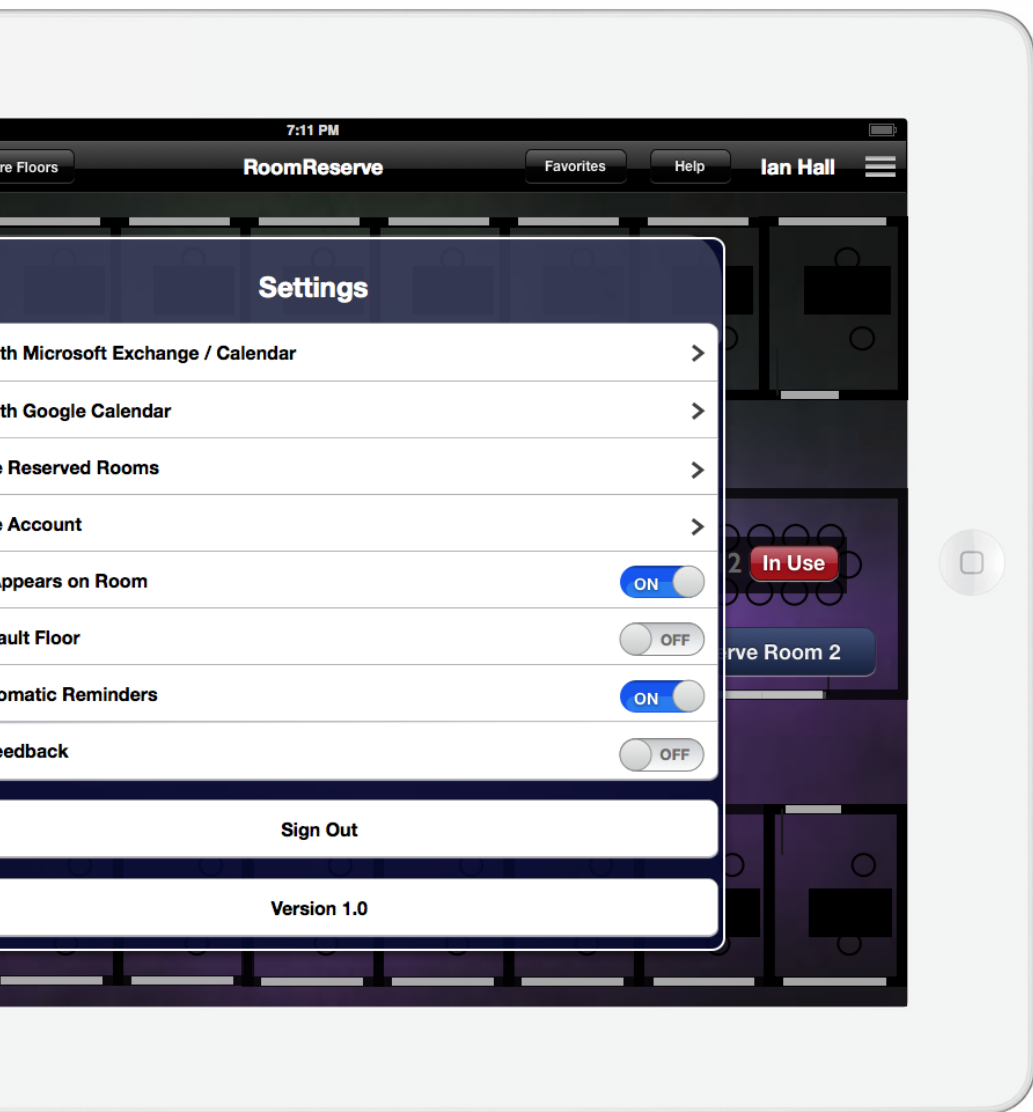 7:11 PM
re Floors
RoomReserve
Favorites
Help
Ian Hall
Settings
th Microsoft Exchange / Calendar
th Google Calendar
e Reserved Rooms
e Account
Appears on Room
ON
ault Floor
OFF
omatic Reminders
ON
eedback
OFF
2
In Use
rve Room 2
Sign Out
Version 1.0